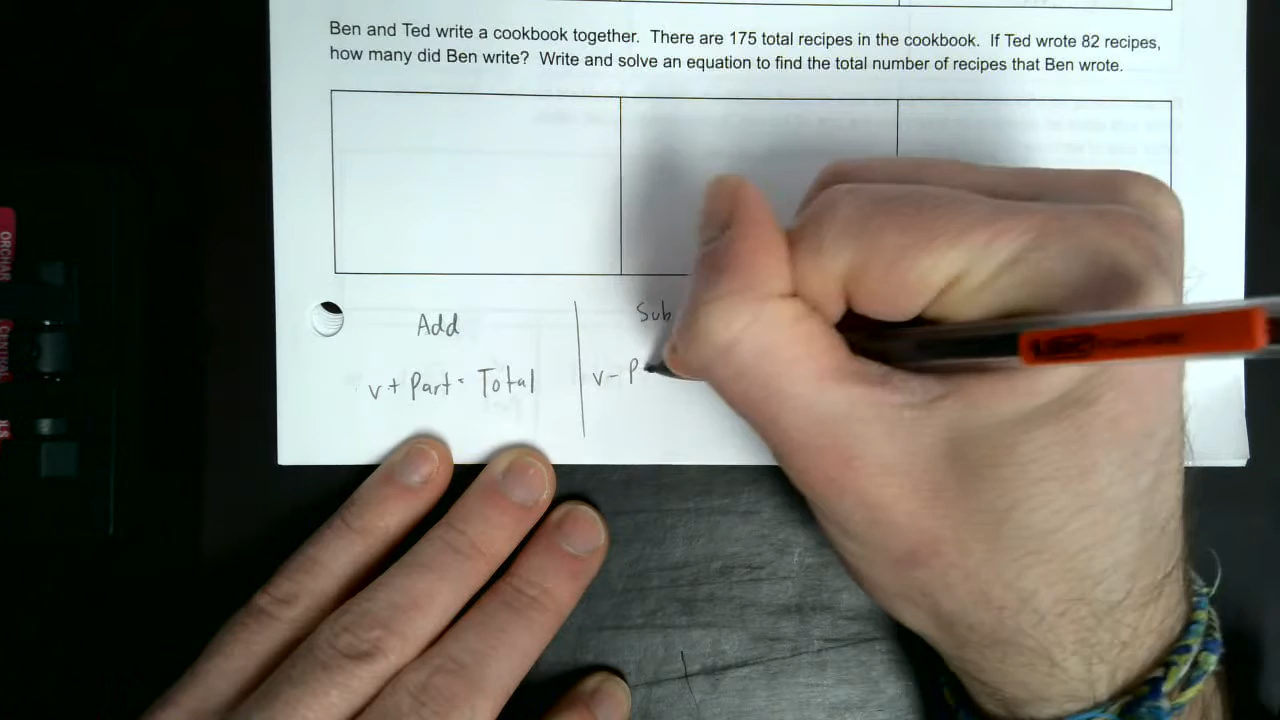 Ben and Ted write a cookbook together. There are 175 total recipes in the cookbook. If Ted wrote 82 recipes,
how many did Ben write? Write and solve an equation to find the total number of recipes that Ben wrote.
Add
Sub
v + Part = Total
v - P
ORCHAR
CENTRAL